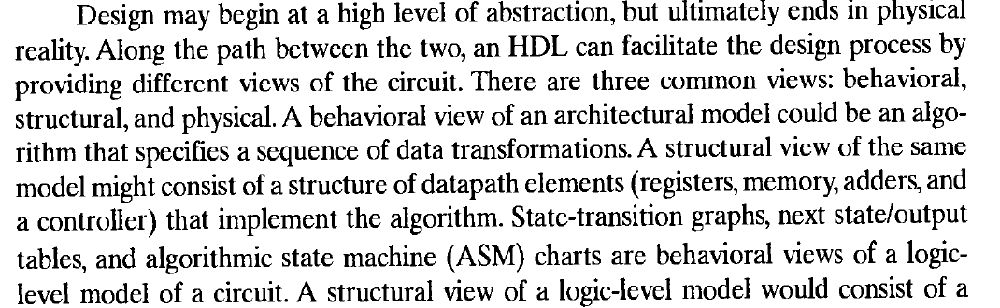 Design may begin at a high level of abstraction, but ultimately ends in physical
reality. Along the path between the two, an HDL can facilitate the design process by
providing different views of the circuit. There are three common views: behavioral,
structural, and physical. A behavioral view of an architectural model could be an algo-
rithm that specifies a sequence of data transformations. A structural view of the same
model might consist of a structure of datapath elements (registers, memory, adders, and
a controller) that implement the algorithm. State-transition graphs, next state/output
tables, and algorithmic state machine (ASM) charts are behavioral views of a logic-
level model of a circuit. A structural view of a logic-level model would consist of a